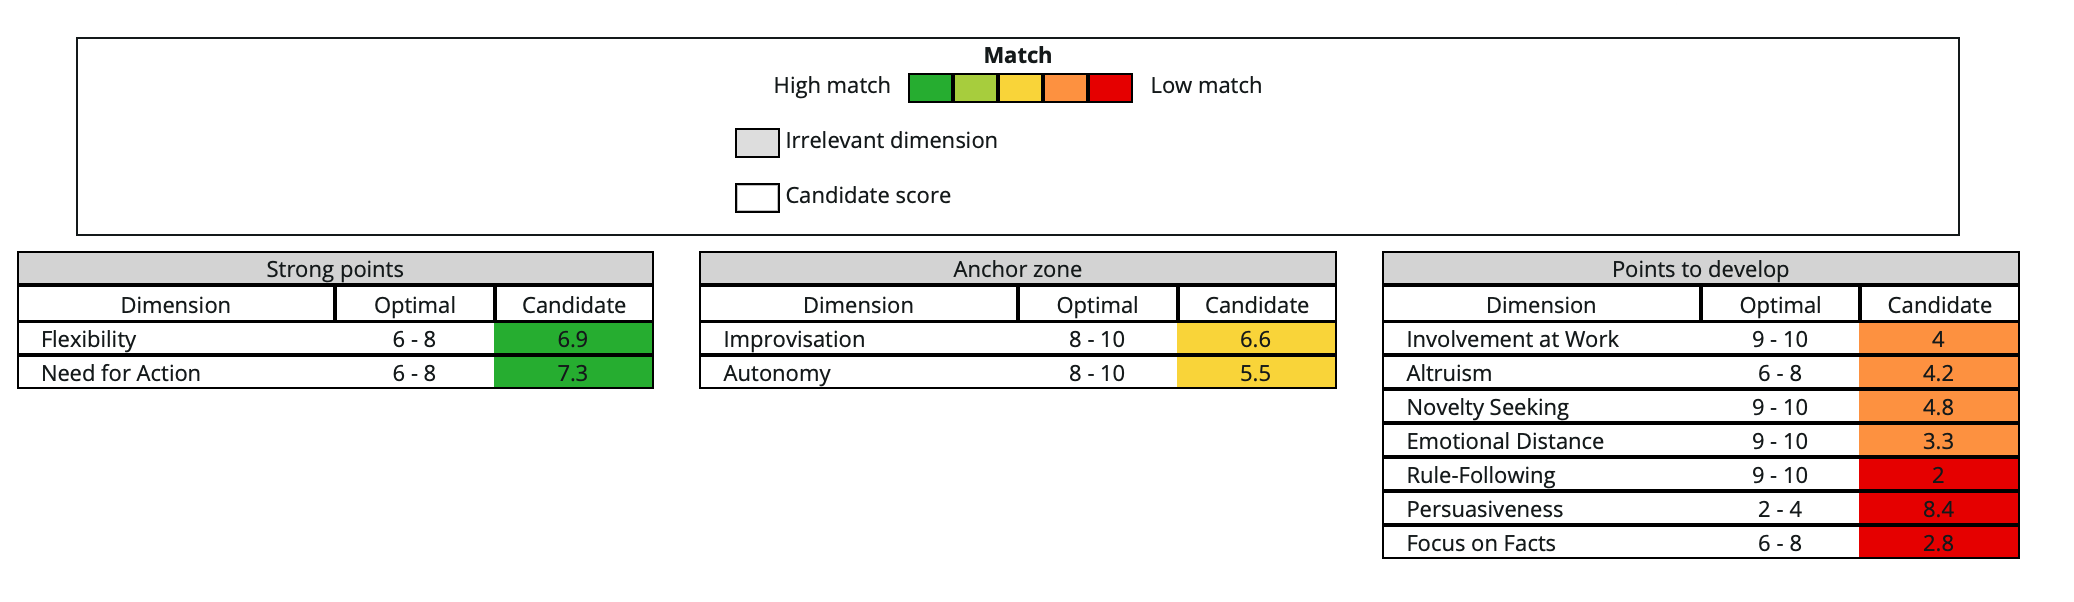 Match
High match Low match
Irrelevant dimension
Candidate score
Strong points
Dimension Optimal Candidate
Flexibility 6 - 8 6.9
Need for Action 6 - 8 7.3
Anchor zone
Dimension Optimal Candidate
Improvisation 8 - 10 6.6
Autonomy 8 - 10 5.5
Points to develop
Dimension Optimal Candidate
Involvement at Work 9 - 10 4
Altruism 6 - 8 4.2
Novelty Seeking 9 - 10 4.8
Emotional Distance 9 - 10 3.3
Rule-Following 9 - 10 2
Persuasiveness 2 - 4 8.4
Focus on Facts 6 - 8 2.8